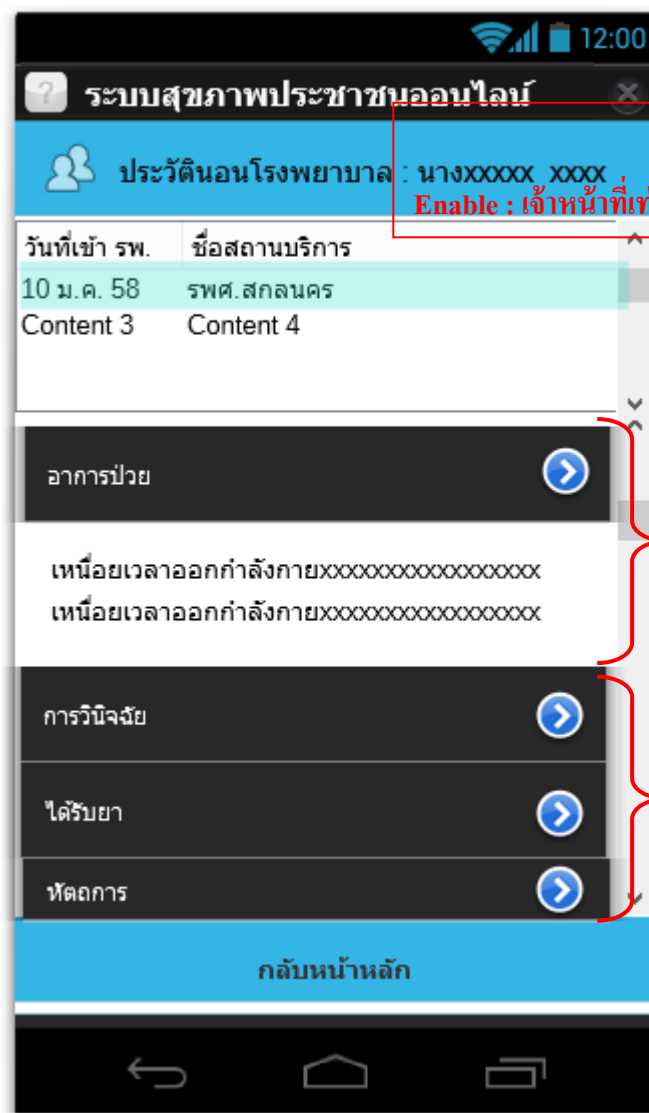 12:00
ระบบสุขภาพประชาชนออนไลน์
ประวัตินอนโรงพยาบาล : นางxxxxx xxxx
Enable : เจ้าหน้าที่
วันที่เข้า รพ. ชื่อสถานบริการ
10 ม.ค. 58 รพศ.สกลนคร
Content 3 Content 4
อาการป่วย
เหนื่อยเวลาออกกำลังกายxxxxxxxxxxxxxxxxx
เหนื่อยเวลาออกกำลังกายxxxxxxxxxxxxxxxxx
การวินิจฉัย
ได้รับยา
หัตถการ
กลับหน้าหลัก